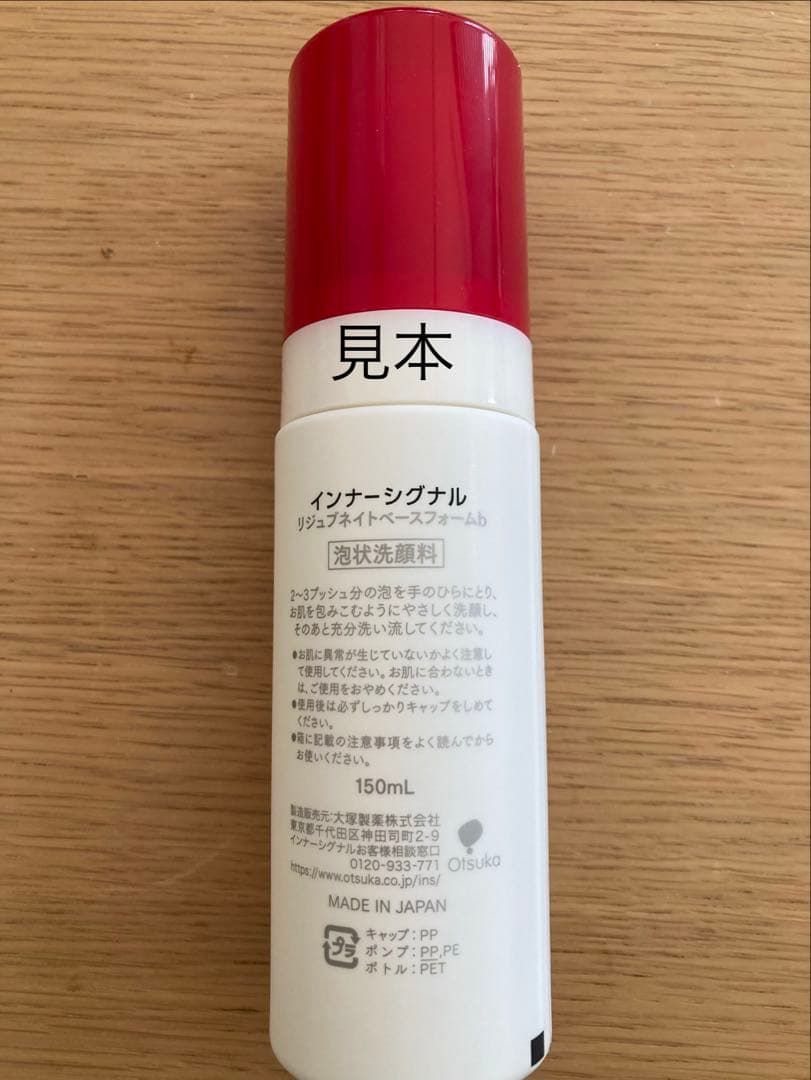 見本
インナーシグナル
リジュブネイトベースフォームb
泡状洗顔料
2〜3プッシュ分の泡を手のひらにとり、
お肌を包みこむようにやさしく洗顔し、
そのあと充分洗い流してください。
●お肌に異常が生じていないかよく注意し
て使用してください。お肌に合わないとき
は、ご使用をおやめください。
●使用後は必ずしっかりキャップをしめて
ください。
●箱に記載の注意事項をよく読んでから
お使いください。
150mL
製造販売元:大塚製薬株式会社
東京都千代田区神田司町2-9
インナーシグナルお客様相談窓口
0120-933-771
https://www.otsuka.co.jp/ins/
Otsuka
MADE IN JAPAN
プラ
キャップ:PP
ポンプ:PP,PE
ボトル:PET